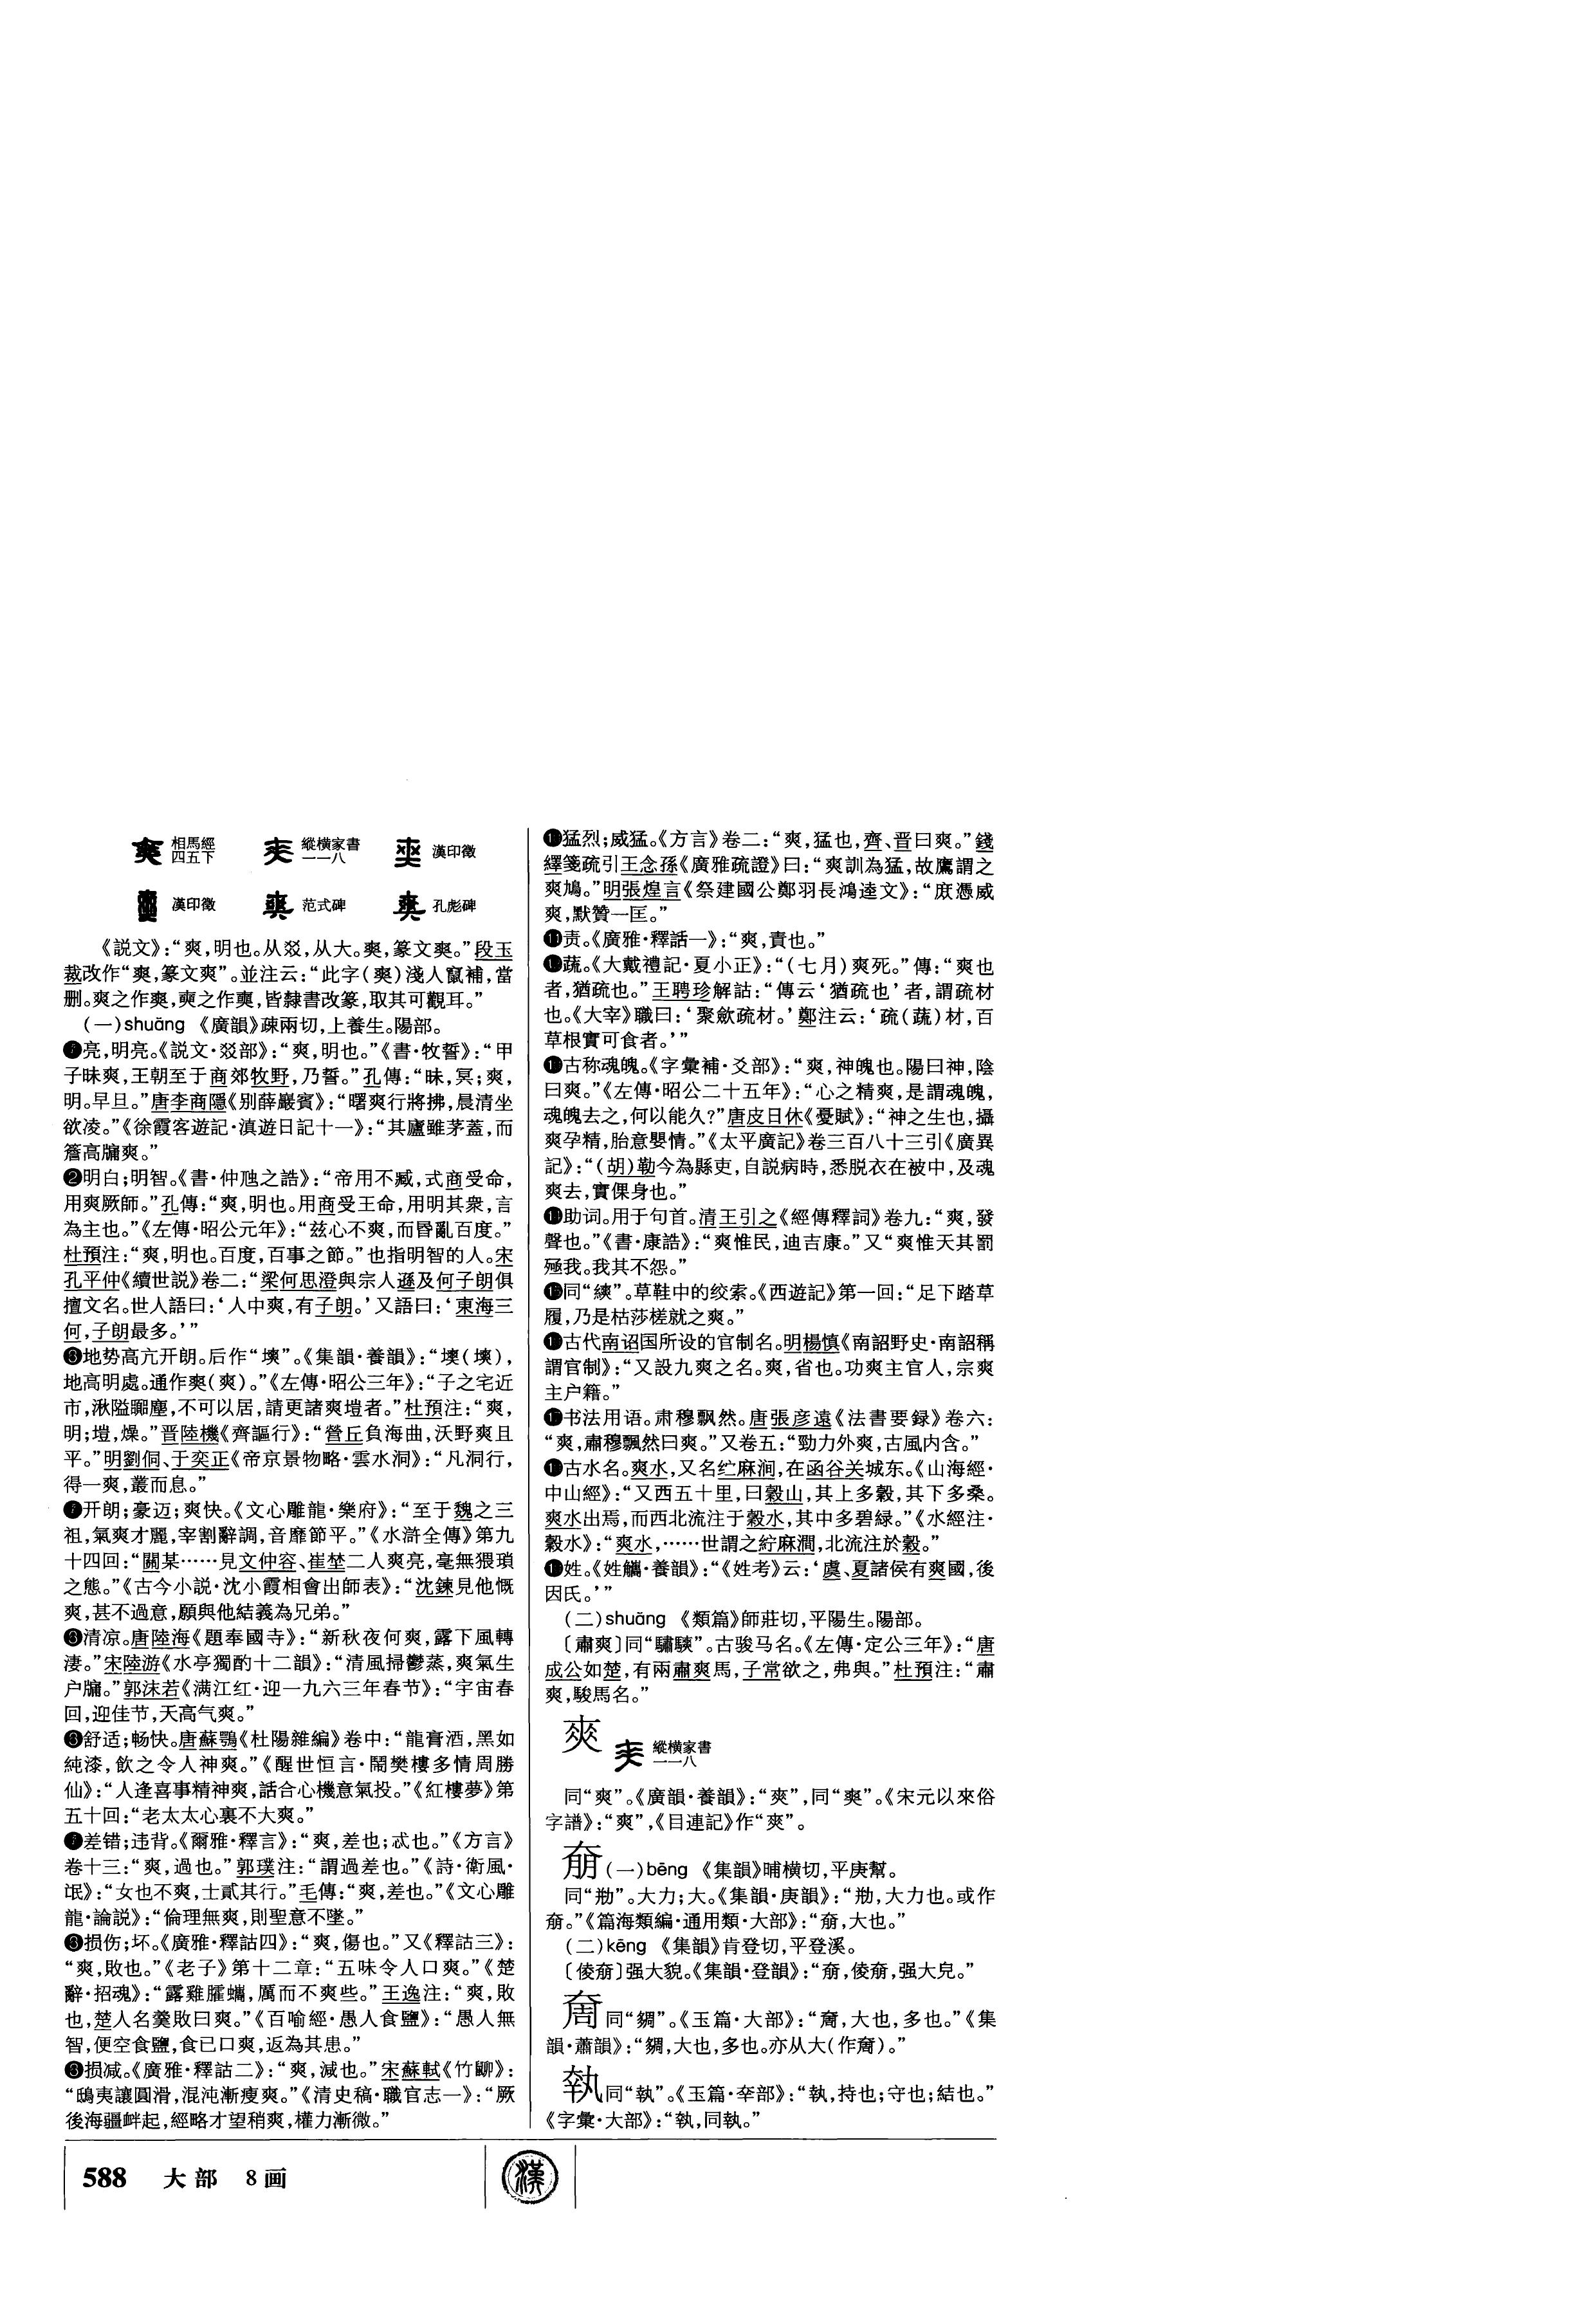 相馬經
四五下
縱横家書
一一八
漢印徵
漢印徵
范式碑
孔彪碑
《説文》：“爽，明也。从㸚，从大。奭，篆文爽。”段玉
裁改作“爽，篆文爽”。並注云：“此字（）淺人竄補，當
删。爽之作奭，之作，皆隸書改篆，取其可觀耳。”
（一）shuǎng 《廣韻》疎兩切，上養生。陽部。
❶亮，明亮。《説文·㸚部》：“爽，明也。”《書·牧誓》：“甲
子昧爽，王朝至于商郊牧野，乃誓。”孔傳：“昧，冥；爽，
明。早旦。”唐李商隱《别薛巖賓》：“曙爽行將拂，晨清坐
欲凌。”《徐霞客遊記·滇遊日記十一》：“其廬雖茅蓋，而
簷高牖爽。”
❷明白；明智。《書·仲虺之誥》：“帝用不臧，式商受命，
用爽厥師。”孔傳：“爽，明也。用商受王命，用明其衆，言
為主也。”《左傳·昭公元年》：“兹心不爽，而昬亂百度。”
杜預注：“爽，明也。百度，百事之節。”也指明智的人。宋
孔平仲《續世説》卷二：“梁何思澄與宗人遜及何子朗俱
擅文名。世人語曰：‘人中爽，有子朗。’又語曰：‘東海三
何，子朗最多。’”
❸地势高亢开朗。后作“塽”。《集韻·養韻》：“塽（塽），
地高明處。通作爽（爽）。”《左傳·昭公三年》：“子之宅近
市，湫隘嚻塵，不可以居，請更諸爽塏者。”杜預注：“爽，
明；塏，燥。”晋陸機《齊謳行》：“營丘負海曲，沃野爽且
平。”明劉侗、于奕正《帝京景物略·雲水洞》：“凡洞行，
得一爽，叢而息。”
开朗；豪迈；爽快。《文心雕龍·樂府》：“至于魏之三
祖，氣爽才麗，宰割辭調，音靡節平。”《水滸全傳》第九
十四回：“關某……見文仲容、崔埜二人爽亮，毫無猥瑣
之態。”《古今小説·沈小霞相會出師表》：“沈鍊見他慨
爽，甚不過意，願與他結義為兄弟。”
清凉。唐陸海《題奉國寺》：“新秋夜何爽，露下風轉
淒。”宋陸游《水亭獨酌十二韻》：“清風掃鬱蒸，爽氣生
户牖。”郭沫若《满江红·迎一九六三年春节》：“宇宙春
回，迎佳节，天高气爽。”
舒适；畅快。唐蘇鶚《杜陽雜編》卷中：“龍膏酒，黑如
純漆，飲之令人神爽。”《醒世恒言·鬧樊樓多情周勝
仙》：“人逢喜事精神爽，話合心機意氣投。”《紅樓夢》第
五十回：“老太太心裏不大爽。”
差错；违背。《爾雅·釋言》：“爽，差也；忒也。”《方言》
卷十三：“爽，過也。”郭璞注：“謂過差也。”《詩·衛風·
氓》：“女也不爽，士貳其行。”毛傳：“爽，差也。”《文心雕
龍·論説》：“倫理無爽，則聖意不墜。”
损伤；坏。《廣雅·釋詁四》：“爽，傷也。”又《釋詁三》：
“爽，敗也。”《老子》第十二章：“五味令人口爽。”《楚
辭·招魂》：“露雞臛蠵，厲而不爽些。”王逸注：“爽，敗
也，楚人名羹敗曰爽。”《百喻經·愚人食鹽》：“愚人無
智，便空食鹽，食已口爽，返為其患。”
损减。《廣雅·釋詁二》：“爽，減也。”宋蘇軾《竹䶉》：
“鴟夷讓圓滑，混沌漸瘦爽。”《清史稿·職官志一》：“厥
後海疆衅起，經略才望稍爽，權力漸微。”
猛烈；威猛。《方言》卷二：“爽，猛也，齊、晋曰爽。”錢
繹箋疏引王念孫《廣雅疏證》曰：“爽訓為猛，故鷹謂之
爽鳩。”明張煌言《祭建國公鄭羽長鴻逵文》：“庶憑威
爽，默贊一匡。”
⓫责。《廣雅·釋詁一》：“爽，責也。”
蔬。《大戴禮記·夏小正》：“（七月）爽死。”傳：“爽也
者，猶疏也。”王聘珍解詁：“傳云‘猶疏也’者，謂疏材
也。《大宰》職曰：‘聚斂疏材。’鄭注云：‘疏（蔬）材，百
草根實可食者。’”
古称魂魄。《字彙補·爻部》：“爽，神魄也。陽曰神，陰
曰爽。”《左傳·昭公二十五年》：“心之精爽，是謂魂魄，
魂魄去之，何以能久？”唐皮日休《憂賦》：“神之生也，攝
爽孕精，胎意嬰情。”《太平廣記》卷三百八十三引《廣異
記》：“（胡）勒今為縣吏，自説病時，悉脱衣在被中，及魂
爽去，實倮身也。”
助词。用于句首。清王引之《經傳釋詞》卷九：“爽，發
聲也。”《書·康誥》：“爽惟民，迪吉康。”又“爽惟天其罰
殛我。我其不怨。”
同“䋽”。草鞋中的绞索。《西遊記》第一回：“足下踏草
履，乃是枯莎槎就之爽。”
古代南诏国所设的官制名。明楊慎《南詔野史·南詔稱
謂官制》：“又設九爽之名。爽，省也。功爽主官人，宗爽
主户籍。”
书法用语。肃穆飘然。唐張彦遠《法書要録》卷六：
“爽，肅穆飄然曰爽。”又卷五：“勁力外爽，古風内含。”
古水名。爽水，又名纻麻涧，在函谷关城东。《山海經·
中山經》：“又西五十里，曰穀山，其上多穀，其下多桑。
爽水出焉，而西北流注于穀水，其中多碧緑。”《水經注·
穀水》：“爽水，……世謂之紵麻澗，北流注於穀。”
姓。《姓觿·養韻》：“《姓考》云：‘虞、夏諸侯有爽國，後
因氏。’”
（二）shuāng 《類篇》師莊切，平陽生。陽部。
〔肅爽〕同“驌騻”。古骏马名。《左傳·定公三年》：“唐
成公如楚，有兩肅爽馬，子常欲之，弗與。”杜預注：“肅
爽，駿馬名。”
㚒 縱横家書
一一八
同“爽”。《廣韻·養韻》：“”，同“爽”。《宋元以來俗
字譜》：“爽”，《目連記》作“”。
㚊（一）bēng 《集韻》晡横切，平庚幫。
同“𠡮”。大力；大。《集韻·庚韻》：“，大力也。或作
。”《篇海類編·通用類·大部》：“，大也。”
（二）kēng 《集韻》肯登切，平登溪。
〔㑣〕强大貌。《集韻·登韻》：“，㑣，强大皃。”
奝同“䎻”。《玉篇·大部》：“奝，大也，多也。”《集
韻·蕭韻》：“，大也，多也。亦从大（作奝）。”
同“執”。《玉篇·㚔部》：“，持也；守也；結也。”
《字彙·大部》：“，同執。”
588 大部 8画
漢